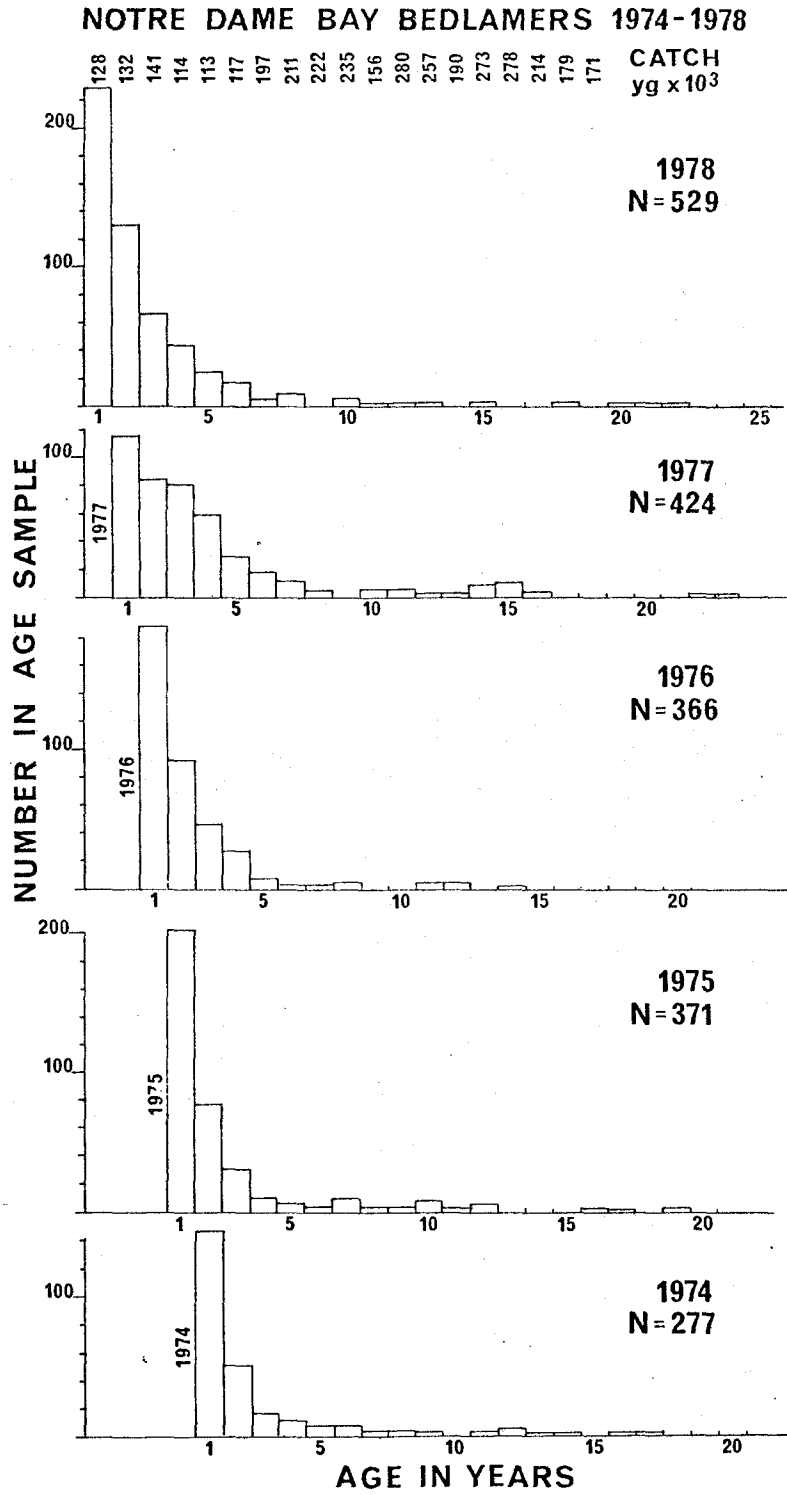 NOTRE DAME BAY BEDLAMERS 1974-1978
128 132 141 114 113 117 197 211 222 235 156 280 257 190 273 278 214 179 171
CATCH
yg x 10³
200
100
1978
N = 529
1 5 10 15 20 25
NUMBER IN AGE SAMPLE
100
1977
1977
N = 424
1 5 10 15 20
100
1976
1976
N = 366
1 5 10 15 20
200
100
1975
1975
N = 371
1 5 10 15 20
100
1974
1974
N = 277
1 5 10 15 20
AGE IN YEARS